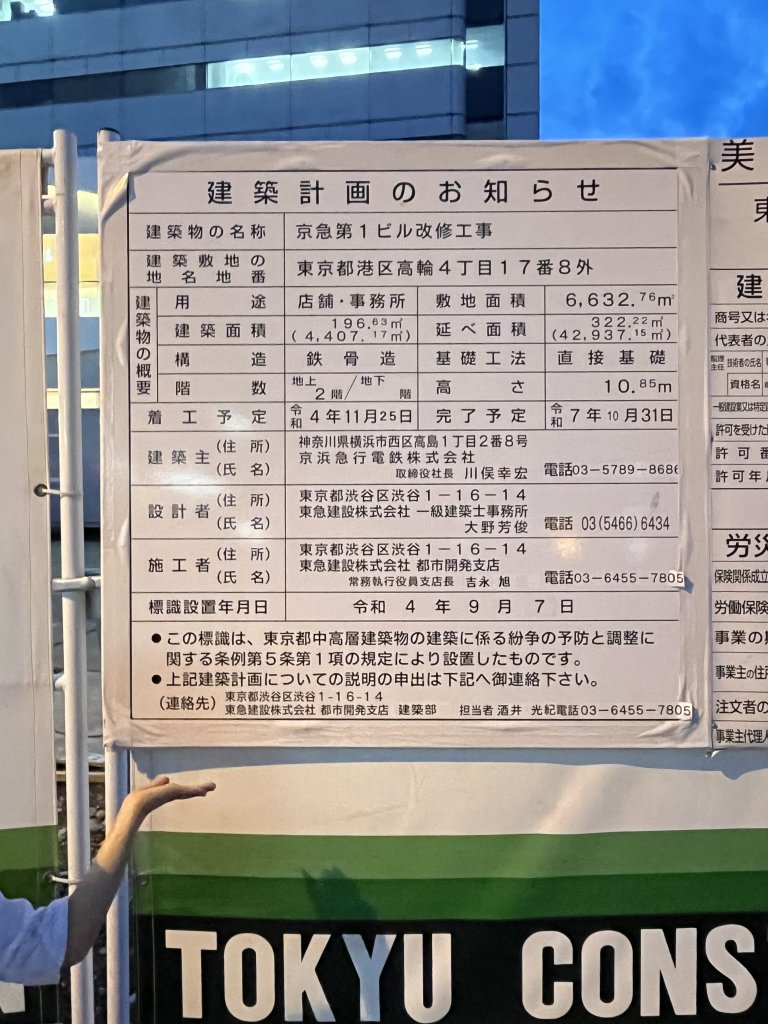 建築計画のお知らせ
建築物の名称 京急第1ビル改修工事
建築敷地の地名地番 東京都港区高輪4丁目17番8外
建築物の概要
用途 店舗・事務所 敷地面積 6,632.76㎡
建築面積 196.63㎡ (4,407.17㎡) 延べ面積 322.22㎡ (42,937.15㎡)
構造 鉄骨造 基礎工法 直接基礎
階数 地上2階/地下 階 高さ 10.85m
着工予定 令和4年11月25日 完了予定 令和7年10月31日
建築主 (住所) 神奈川県横浜市西区高島1丁目2番8号
(氏名) 京浜急行電鉄株式会社
取締役社長 川俣幸宏 電話03-5789-8686
設計者 (住所) 東京都渋谷区渋谷1-16-14
(氏名) 東急建設株式会社 一級建築士事務所
大野芳俊 電話 03(5466)6434
施工者 (住所) 東京都渋谷区渋谷1-16-14
(氏名) 東急建設株式会社 都市開発支店
常務執行役員支店長 吉永 旭 電話03-6455-7805
標識設置年月日 令和4年9月7日
●この標識は、東京都中高層建築物の建築に係る紛争の予防と調整に
関する条例第5条第1項の規定により設置したものです。
●上記建築計画についての説明の申出は下記へ御連絡下さい。
(連絡先) 東京都渋谷区渋谷1-16-14
東急建設株式会社 都市開発支店 建築部 担当者 酒井 光紀 電話03-6455-7805
美
東
建
商号又は
代表者の
技術者の氏名
資格名
許可を受けた
許可番
許可年月
労災
保険関係成立
労働保険
事業の期
事業主の住所
注文者の
事業主代理人
TOKYU CONS